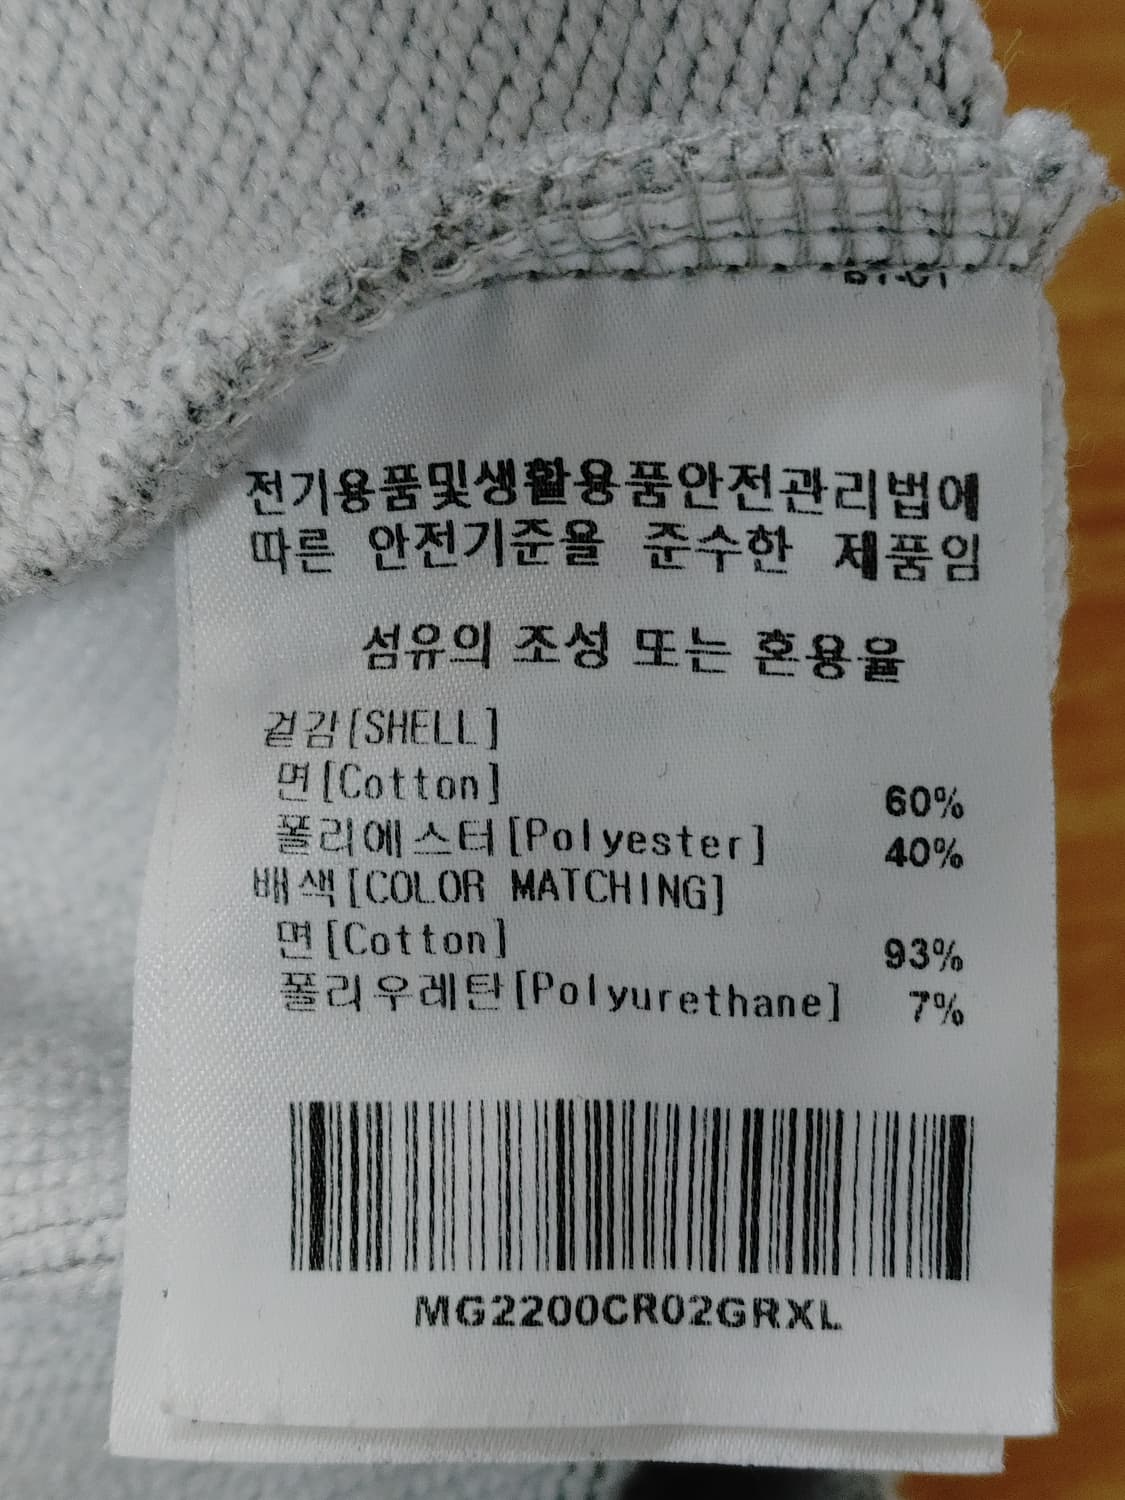 전기용품및생활용품안전관리법에
따른 안전기준을 준수한 제품임
섬유의 조성 또는 혼용율
겉감[SHELL]
면[Cotton] 60%
폴리에스터[Polyester] 40%
배색[COLOR MATCHING]
면[Cotton] 93%
폴리우레탄[Polyurethane] 7%
MG2200CR02GRXL